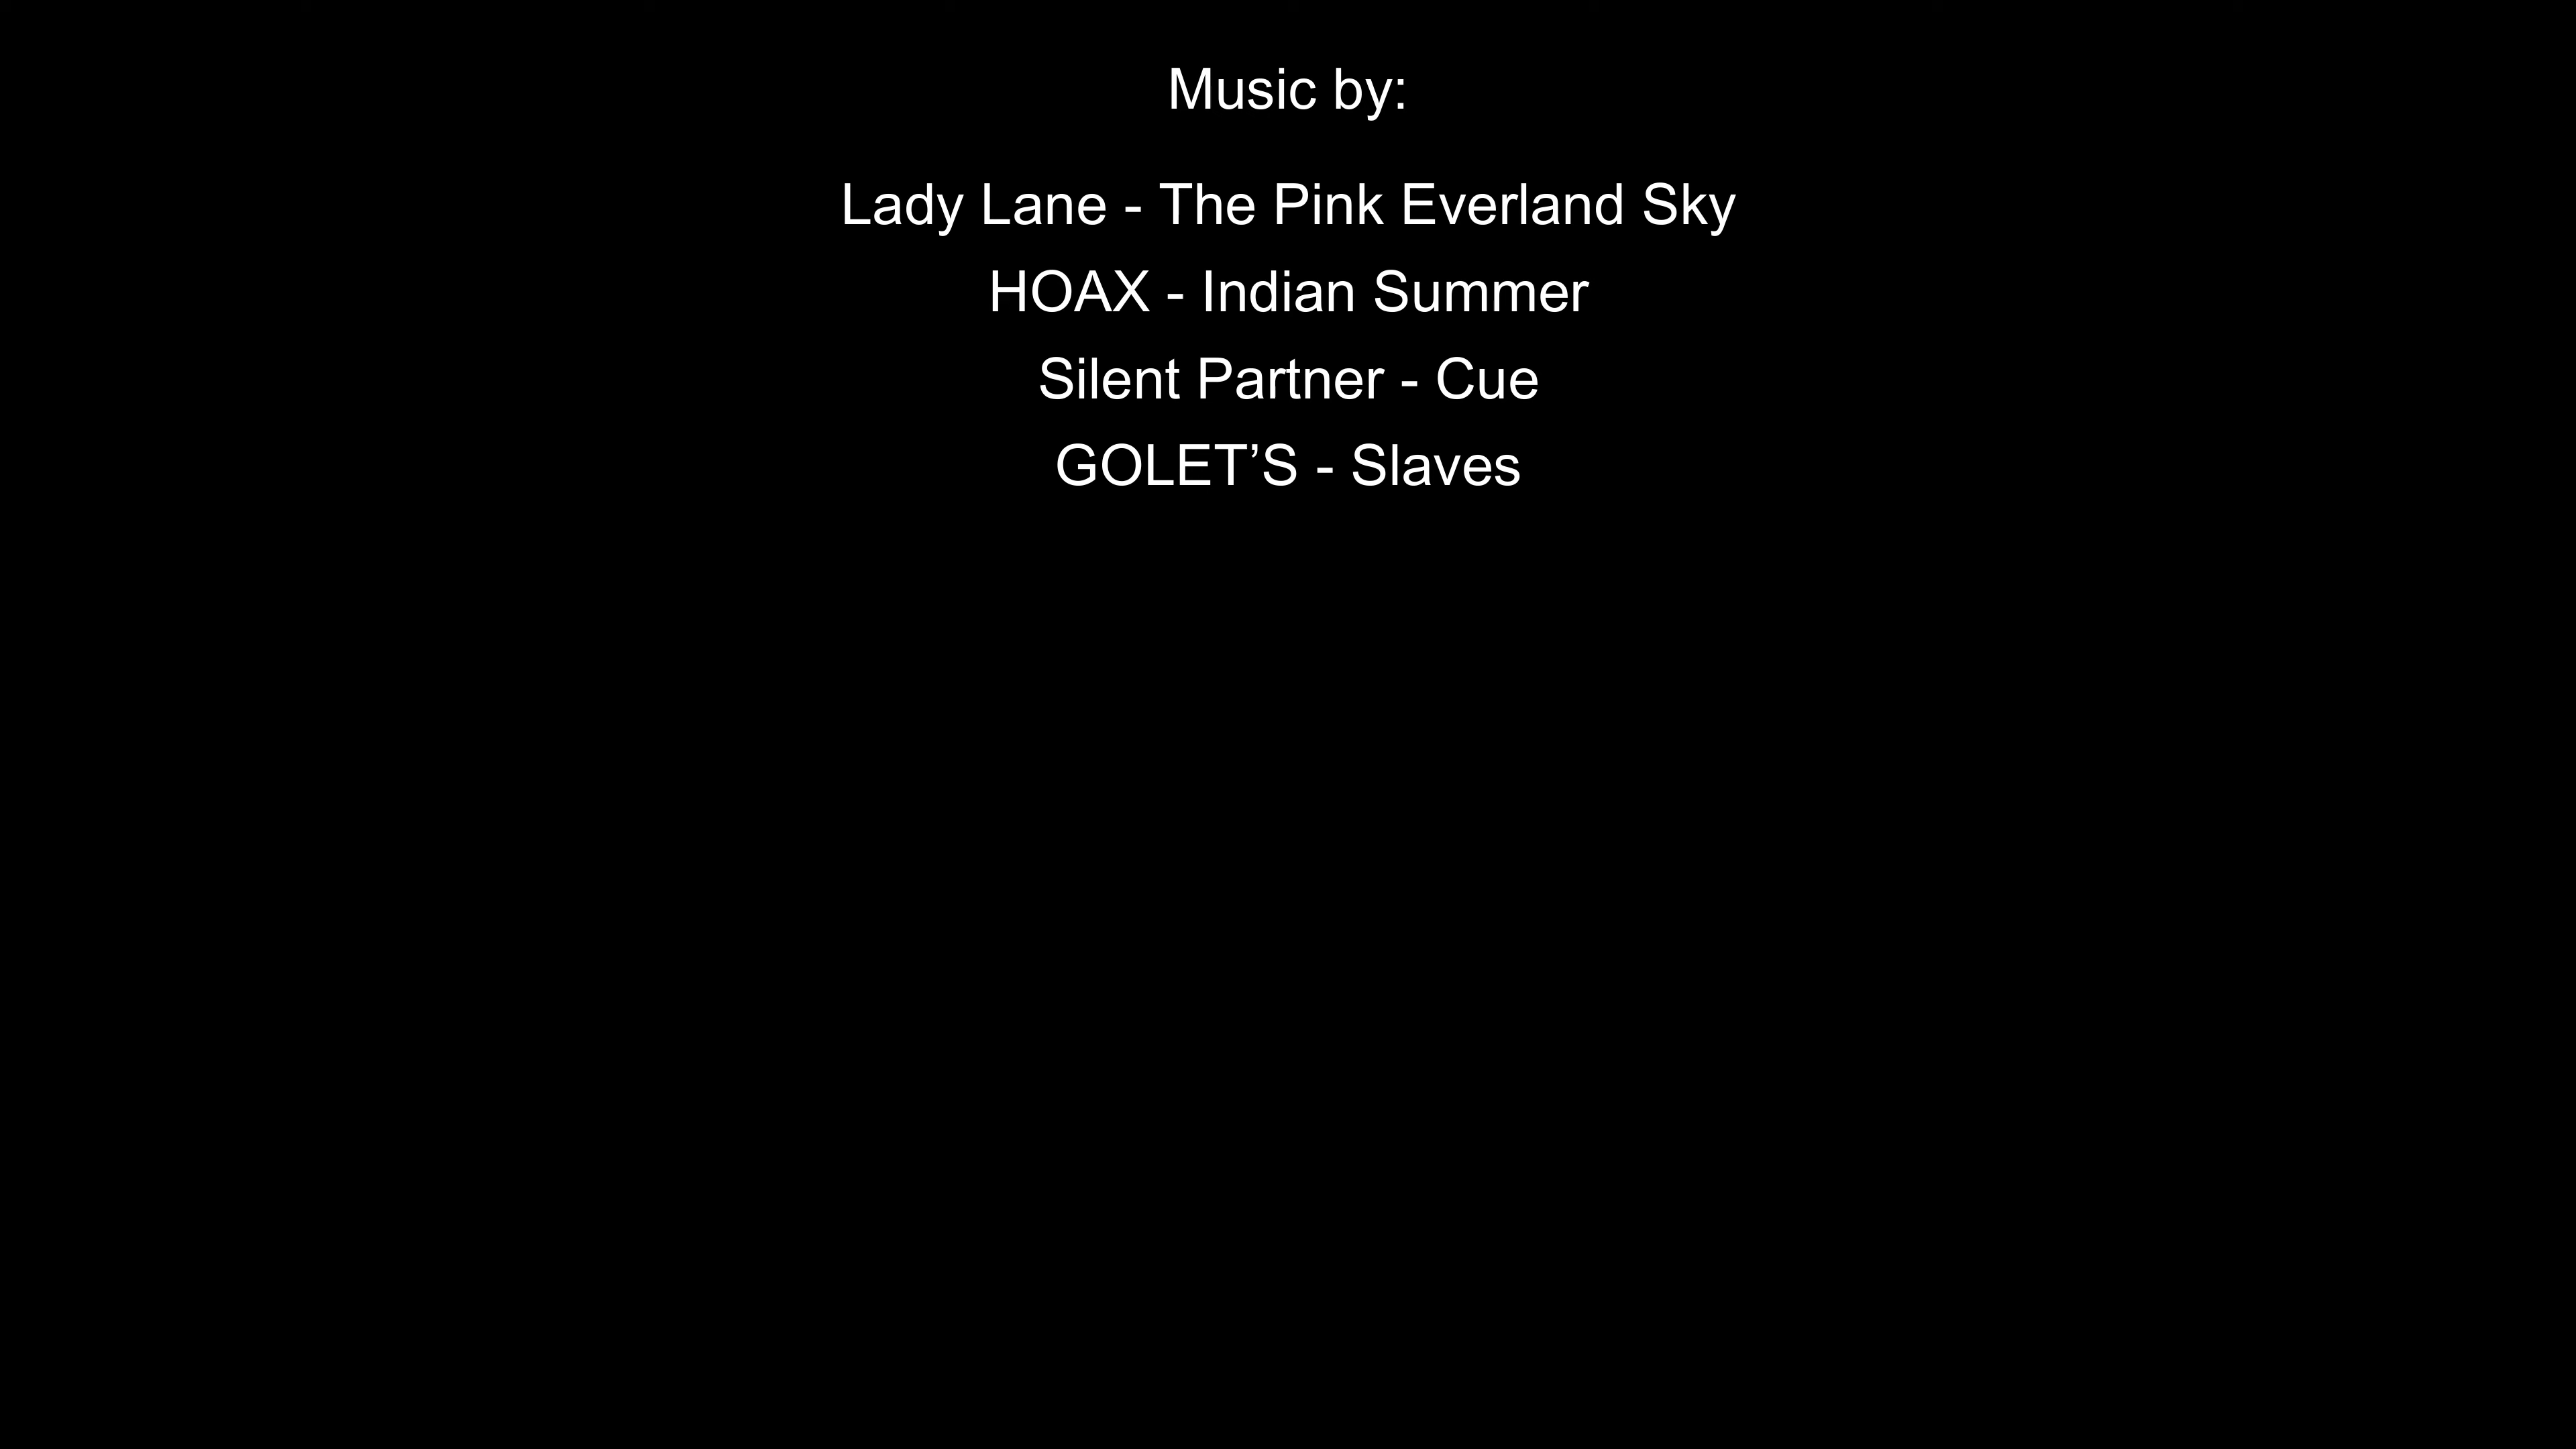 Music by:
Lady Lane - The Pink Everland Sky
HOAX - Indian Summer
Silent Partner - Cue
GOLET’S - Slaves